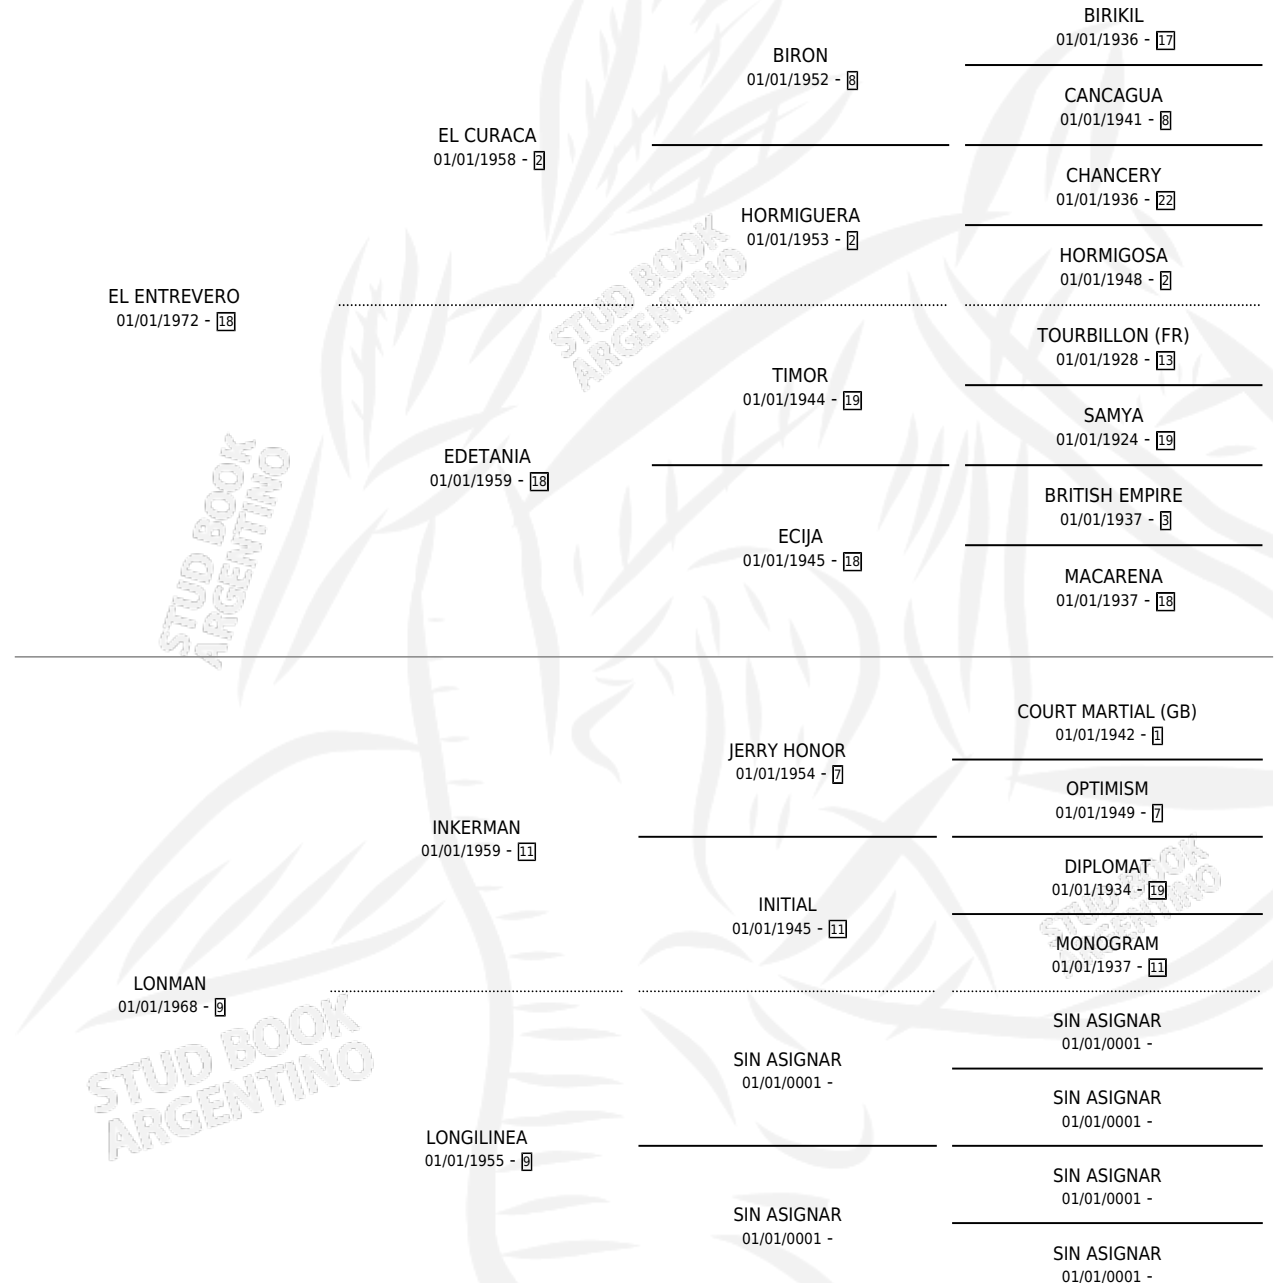 BIRIKIL
01/01/1936 - 17
BIRON
01/01/1952 - 8
CANCAGUA
01/01/1941 - 8
EL CURACA
01/01/1958 - 2
CHANCERY
01/01/1936 - 22
HORMIGUERA
01/01/1953 - 2
HORMIGOSA
01/01/1948 - 2
EL ENTREVERO
01/01/1972 - 18
STUD BOOK
ARGENTINO
TOURBILLON (FR)
01/01/1928 - 13
TIMOR
01/01/1944 - 19
SAMYA
01/01/1924 - 19
EDETANIA
01/01/1959 - 18
BRITISH EMPIRE
01/01/1937 - 3
ECIJA
01/01/1945 - 18
MACARENA
01/01/1937 - 18
STUD BOOK
ARGENTINO
COURT MARTIAL (GB)
01/01/1942 - 1
JERRY HONOR
01/01/1954 - 7
OPTIMISM
01/01/1949 - 7
INKERMAN
01/01/1959 - 11
DIPLOMAT
01/01/1934 - 19
INITIAL
01/01/1945 - 11
MONOGRAM
01/01/1937 - 11
STUD BOOK
ARGENTINO
LONMAN
01/01/1968 - 9
SIN ASIGNAR
01/01/0001 -
SIN ASIGNAR
01/01/0001 -
SIN ASIGNAR
01/01/0001 -
STUD BOOK
ARGENTINO
LONGILINEA
01/01/1955 - 9
SIN ASIGNAR
01/01/0001 -
SIN ASIGNAR
01/01/0001 -
SIN ASIGNAR
01/01/0001 -